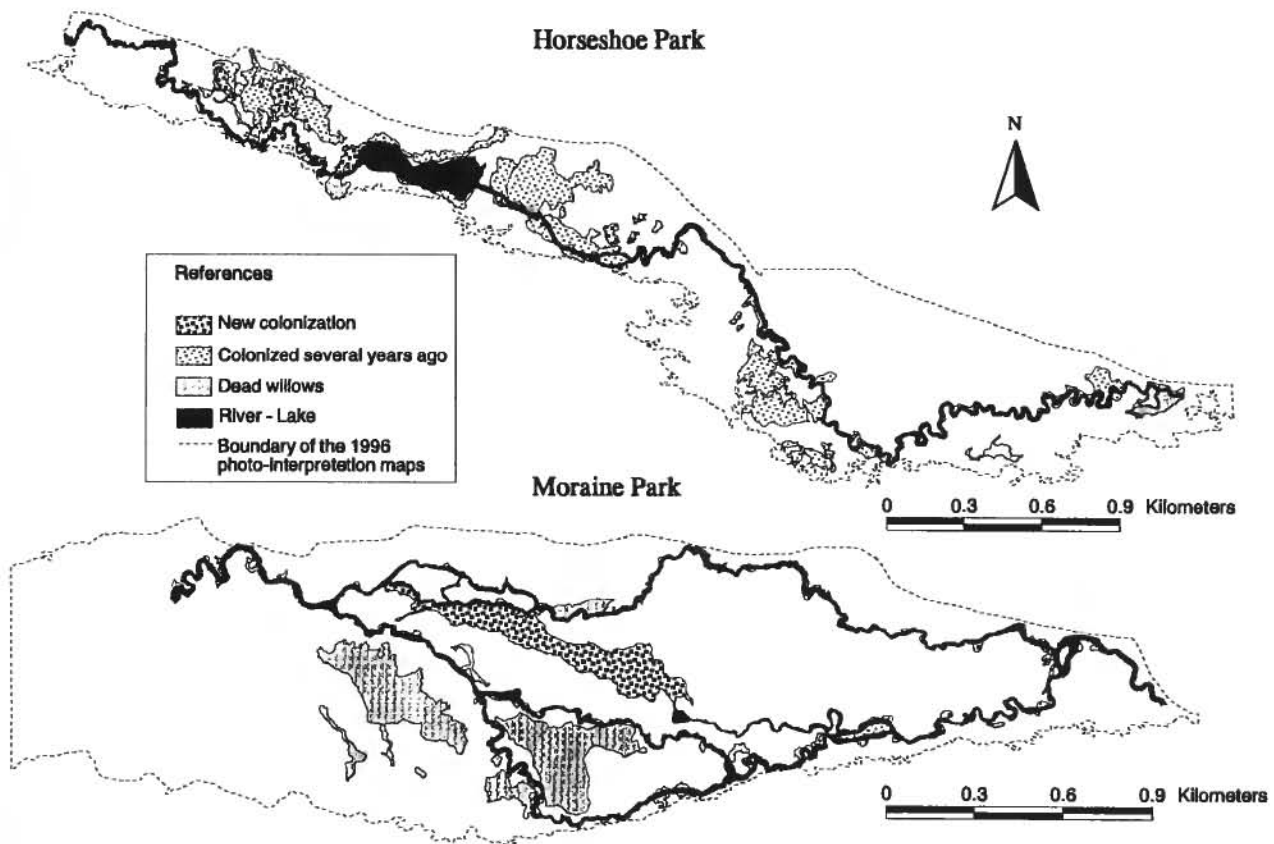 Horseshoe Park
N
References
New colonization
Colonized several years ago
Dead willows
River - Lake
Boundary of the 1996
photo-interpretation maps
0 0.3 0.6 0.9 Kilometers
Moraine Park
0 0.3 0.6 0.9 Kilometers